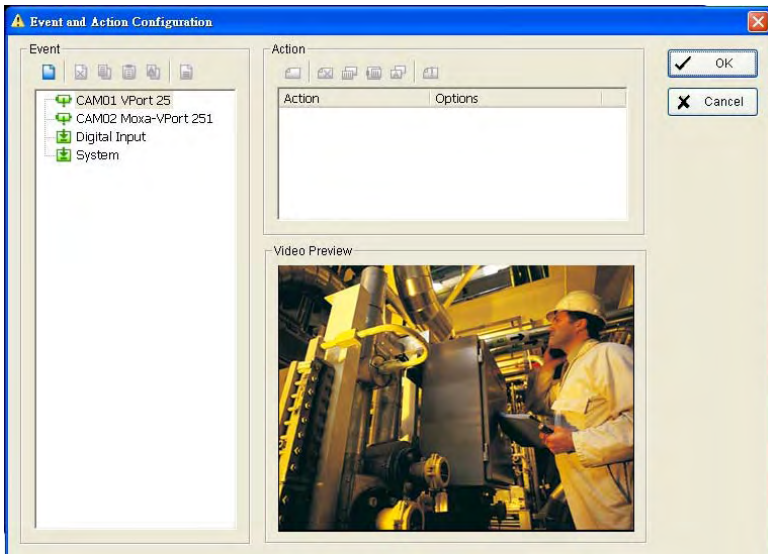 Event and Action Configuration
Event
CAM01 VPort 25
CAM02 Moxa-VPort 251
Digital Input
System
Action
Action Options
Video Preview
OK
Cancel